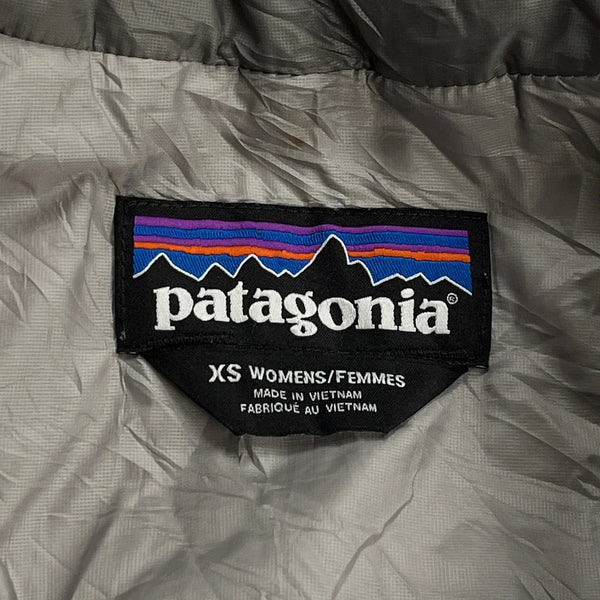 patagonia®
XS WOMENS/FEMMES
MADE IN VIETNAM
FABRIQUÉ AU VIETNAM